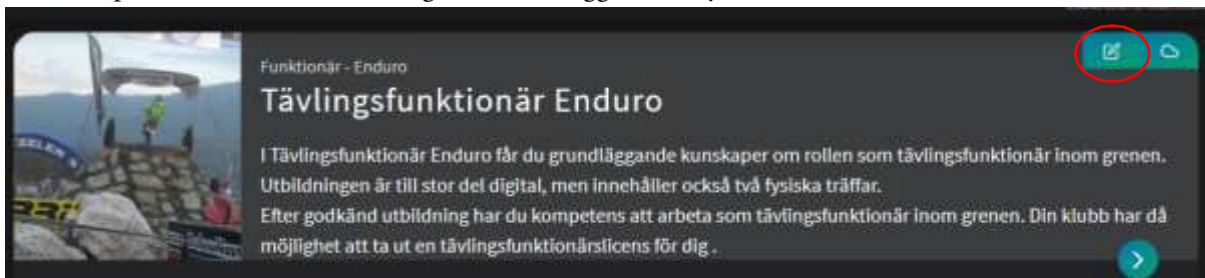 Funktionär - Enduro
Tävlingsfunktionär Enduro
I Tävlingsfunktionär Enduro får du grundläggande kunskaper om rollen som tävlingsfunktionär inom grenen.
Utbildningen är till stor del digital, men innehåller också två fysiska träffar.
Efter godkänd utbildning har du kompetens att arbeta som tävlingsfunktionär inom grenen. Din klubb har då
möjlighet att ta ut en tävlingsfunktionärslicens för dig .